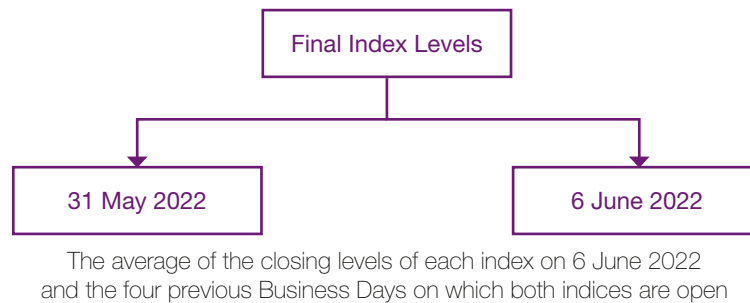 Final Index Levels
31 May 2022
6 June 2022
The average of the closing levels of each index on 6 June 2022
and the four previous Business Days on which both indices are open